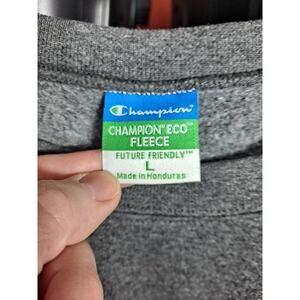 Champion
CHAMPION® ECO™
FLEECE
FUTURE FRIENDLY™
L
Made in Honduras